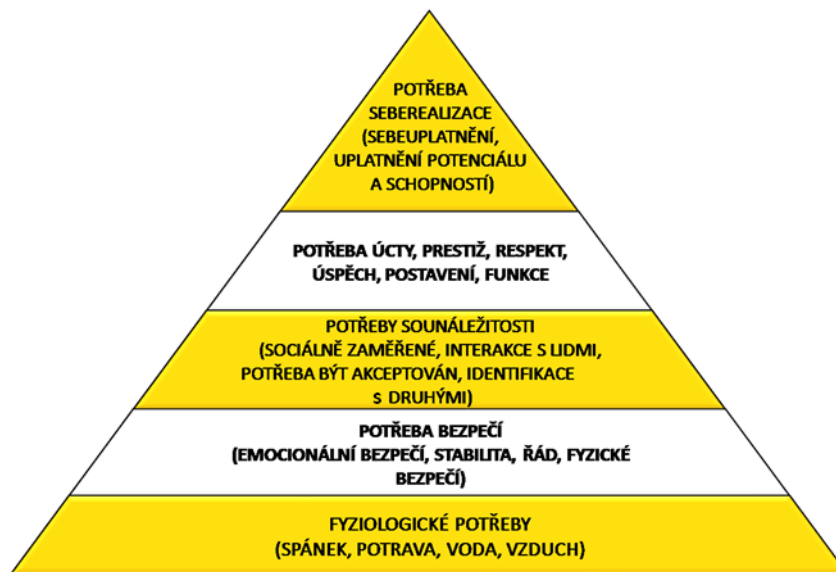 POTŘEBA
SEBEREALIZACE
(SEBEUPLATNĚNÍ,
UPLATNĚNÍ POTENCIÁLU
A SCHOPNOSTÍ)
POTŘEBA ÚCTY, PRESTIŽ, RESPEKT,
ÚSPĚCH, POSTAVENÍ, FUNKCE
POTŘEBY SOUNÁLEŽITOSTI
(SOCIÁLNĚ ZAMĚŘENÉ, INTERAKCE S LIDMI,
POTŘEBA BÝT AKCEPTOVÁN, IDENTIFIKACE
s DRUHÝMI)
POTŘEBA BEZPEČÍ
(EMOCIONÁLNÍ BEZPEČÍ, STABILITA, ŘÁD, FYZICKÉ
BEZPEČÍ)
FYZIOLOGICKÉ POTŘEBY
(SPÁNEK, POTRAVA, VODA, VZDUCH)